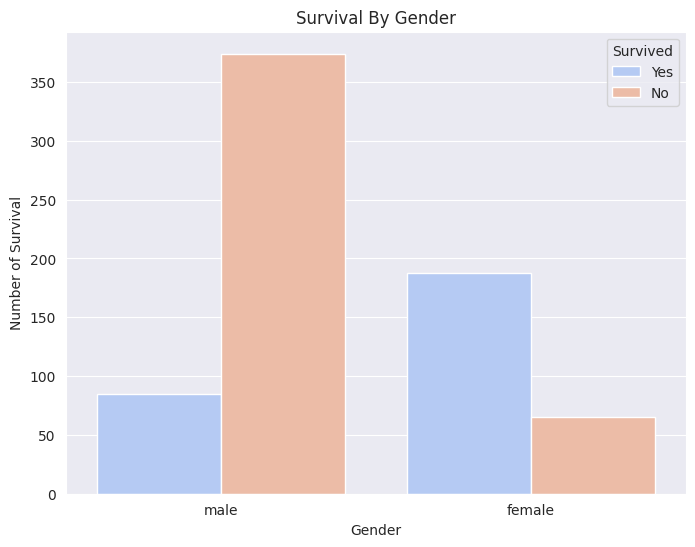 Survival By Gender
Survived
Yes
No
350
300
250
200
150
100
50
0
Number of Survival
male
female
Gender